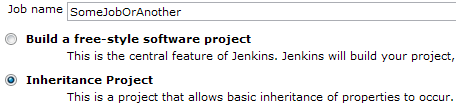 Job name SomeJobOrAnother
Build a free-style software project
This is the central feature of Jenkins. Jenkins will build your project,
Inheritance Project
This is a project that allows basic inheritance of properties to occur.